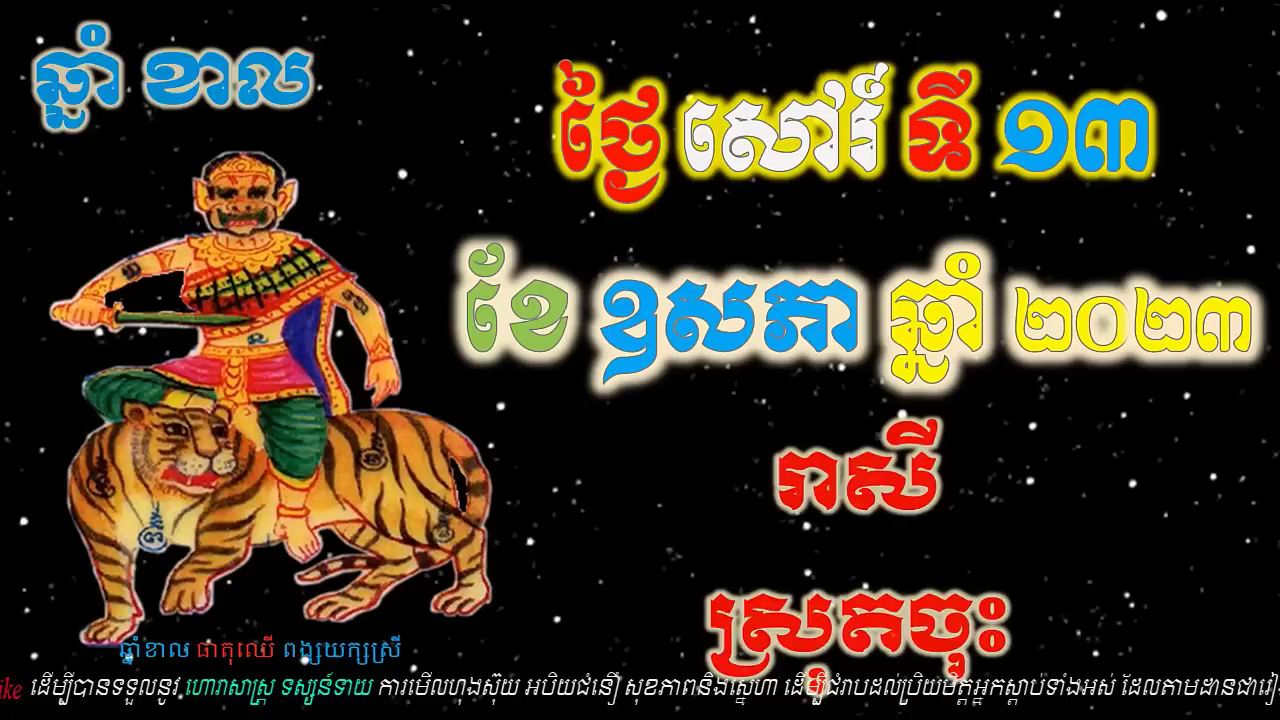 ឆ្នាំ ខាល
ថ្ងៃ សៅរ៍ ទី ១៣
ខែ ឧសភា ឆ្នាំ ២០២៣
រាសី
ស្រុតចុះ
ឆ្នាំខាល ធាតុឈើ ពង្សយក្សស្រី
ike ដើម្បីបានទទួលនូវ ហោរាសាស្ត្រ ទស្សន៍ទាយ ការមើលហុងស៊ុយ អបិយជំនឿ សុខភាពនិងស្នេហា ដើម្បីជំរាបដល់ប្រិយមិត្តអ្នកស្តាប់ទាំងអស់ ដែលតាមដានជារៀ